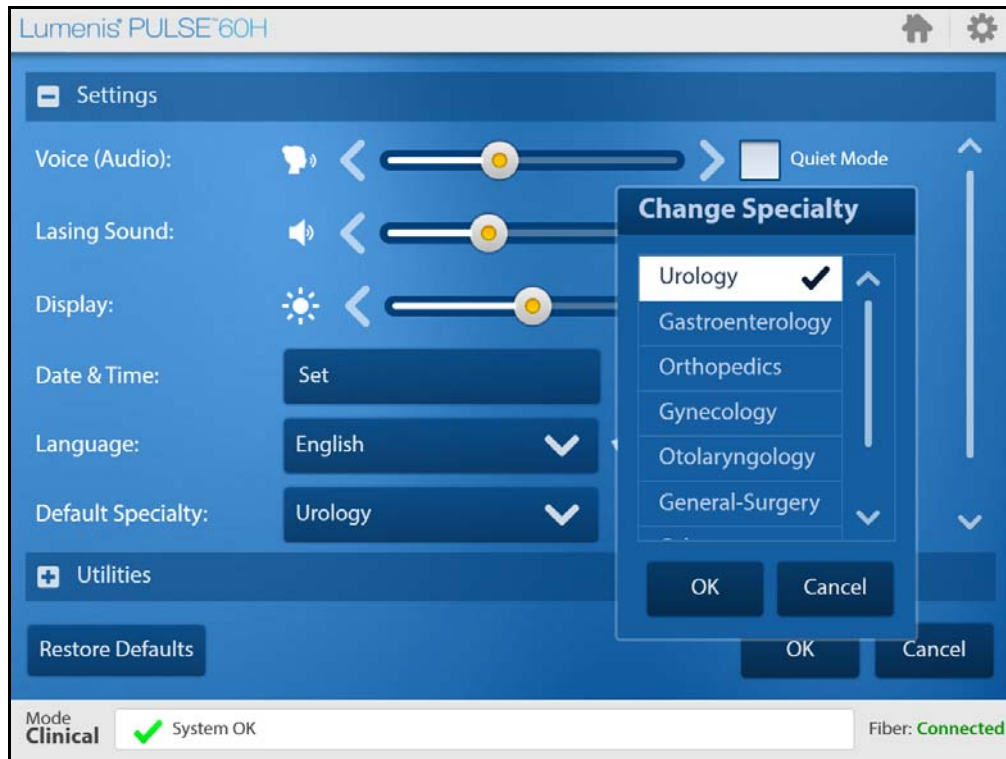 Lumenis® PULSE™60H
Settings
Voice (Audio):
Quiet Mode
Lasing Sound:
Display:
Date & Time:
Set
Language:
English
Default Specialty:
Urology
Change Specialty
Urology
Gastroenterology
Orthopedics
Gynecology
Otolaryngology
General-Surgery
OK
Cancel
Utilities
Restore Defaults
OK
Cancel
Mode
Clinical
System OK
Fiber: Connected